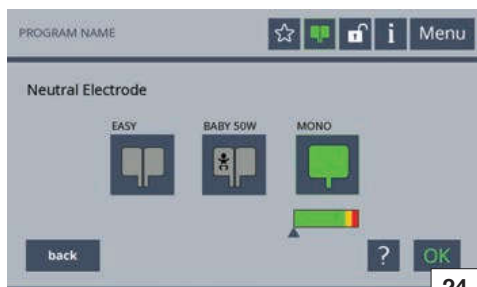 PROGRAM NAME
i Menu
Neutral Electrode
EASY BABY 50W MONO
back ? OK
24